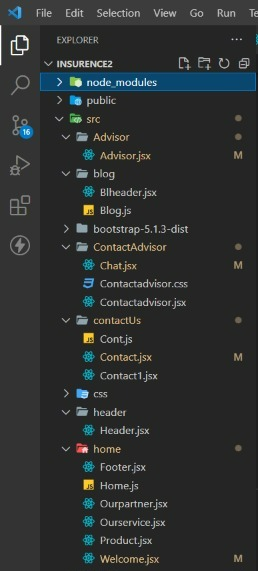 File Edit Selection View Go Run Te
EXPLORER ...
INSURENCE2
node_modules
public
src
Advisor
Advisor.jsx M
blog
Blheader.jsx
JS Blog.js
bootstrap-5.1.3-dist
ContactAdvisor
Chat.jsx M
Contactadvisor.css
Contactadvisor.jsx
contactUs
JS Cont.js
Contact.jsx M
Contact1.jsx
css
header
Header.jsx
home
Footer.jsx
JS Home.js
Ourpartner.jsx
Ourservice.jsx
Product.jsx
Welcome.jsx M
16